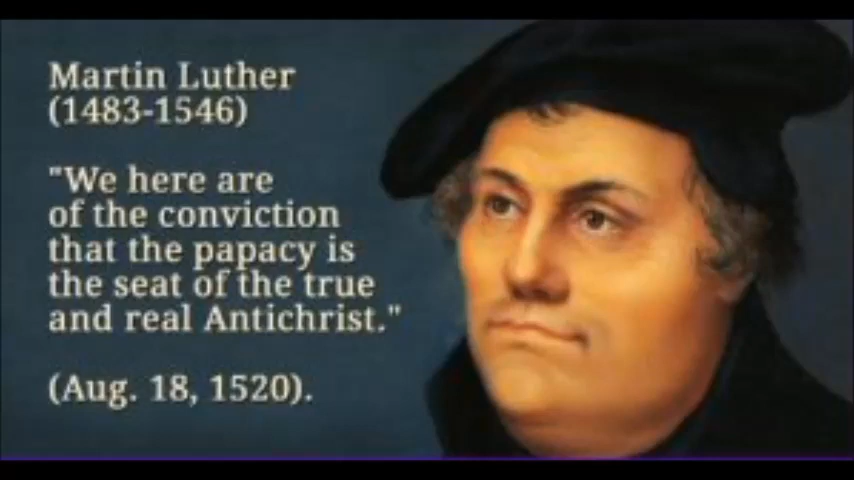 Martin Luther
(1483-1546)
"We here are
of the conviction
that the papacy is
the seat of the true
and real Antichrist."
(Aug. 18, 1520).